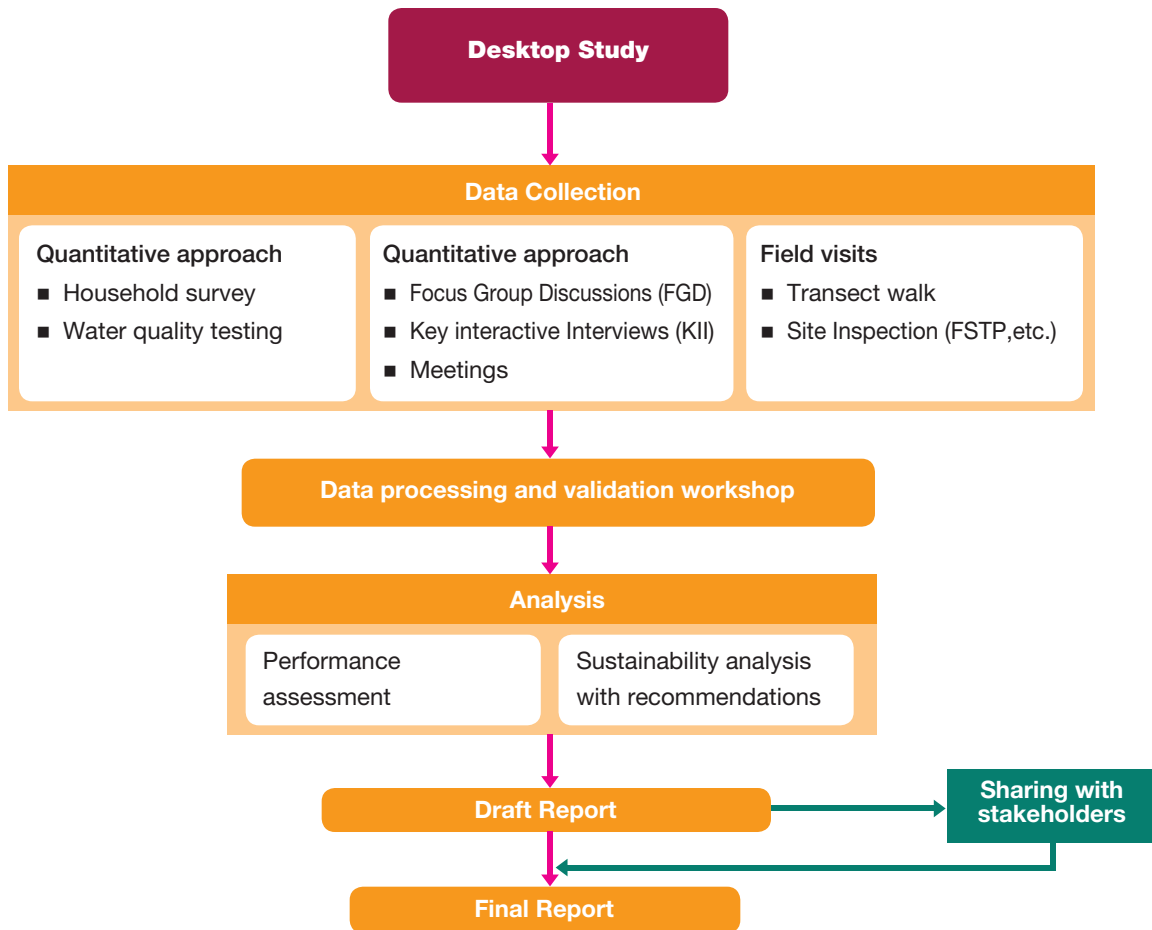 Desktop Study
Data Collection
Quantitative approach
■ Household survey
■ Water quality testing
Quantitative approach
■ Focus Group Discussions (FGD)
■ Key interactive Interviews (KII)
■ Meetings
Field visits
■ Transect walk
■ Site Inspection (FSTP,etc.)
Data processing and validation workshop
Analysis
Performance
assessment
Sustainability analysis
with recommendations
Draft Report
Sharing with
stakeholders
Final Report